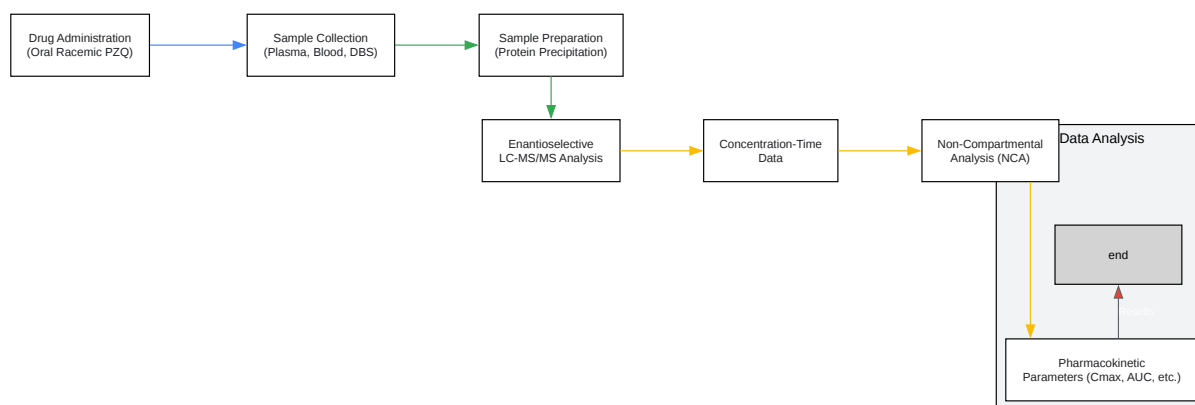 Drug Administration
(Oral Racemic PZQ)
Sample Collection
(Plasma, Blood, DBS)
Sample Preparation
(Protein Precipitation)
Enantioselective
LC-MS/MS Analysis
Concentration-Time
Data
Non-Compartmental
Analysis (NCA)
Data Analysis
end
Results
Pharmacokinetic
Parameters (Cmax, AUC, etc.)